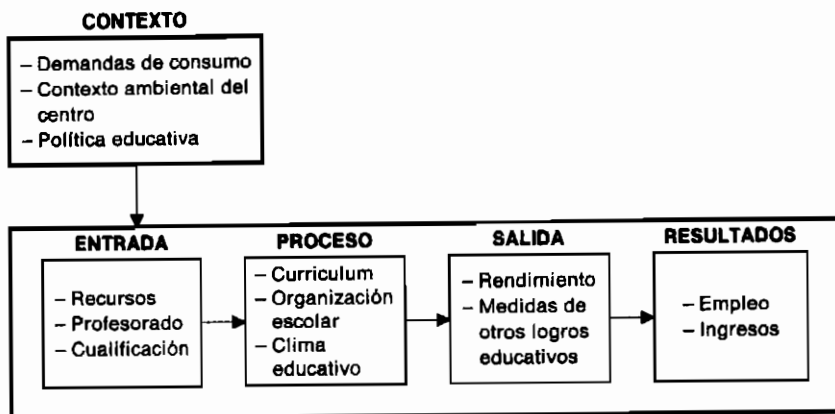 CONTEXTO
– Demandas de consumo
– Contexto ambiental del
centro
– Política educativa
ENTRADA
– Recursos
– Profesorado
– Cualificación
PROCESO
– Curriculum
– Organización
escolar
– Clima
educativo
SALIDA
– Rendimiento
– Medidas de
otros logros
educativos
RESULTADOS
– Empleo
– Ingresos